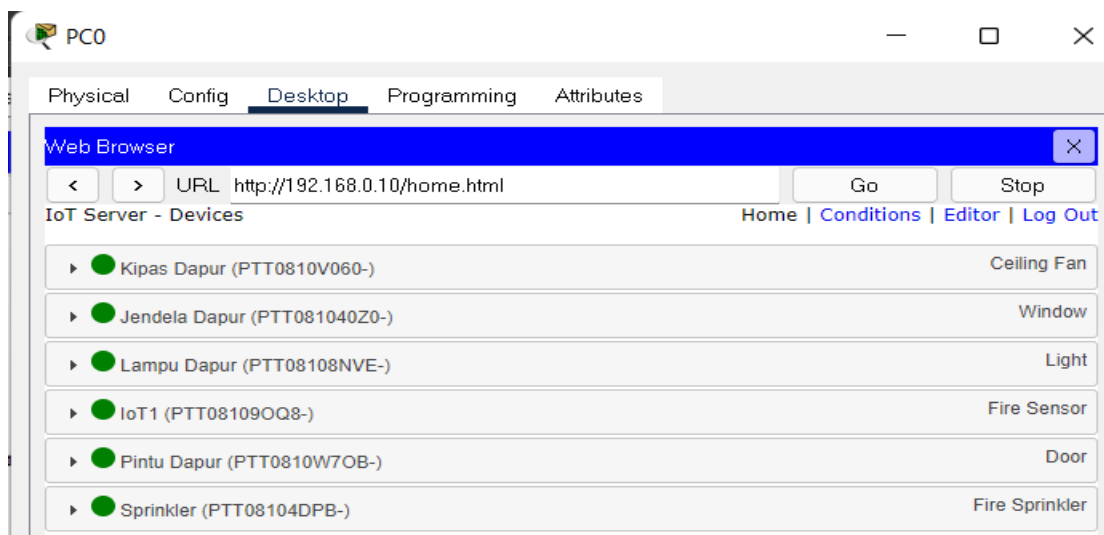 PC0
Physical Config Desktop Programming Attributes
Web Browser X
< > URL http://192.168.0.10/home.html Go Stop
IoT Server - Devices Home | Conditions | Editor | Log Out
Kipas Dapur (PTT0810V060-) Ceiling Fan
Jendela Dapur (PTT081040Z0-) Window
Lampu Dapur (PTT08108NVE-) Light
IoT1 (PTT08109OQ8-) Fire Sensor
Pintu Dapur (PTT0810W7OB-) Door
Sprinkler (PTT08104DPB-) Fire Sprinkler